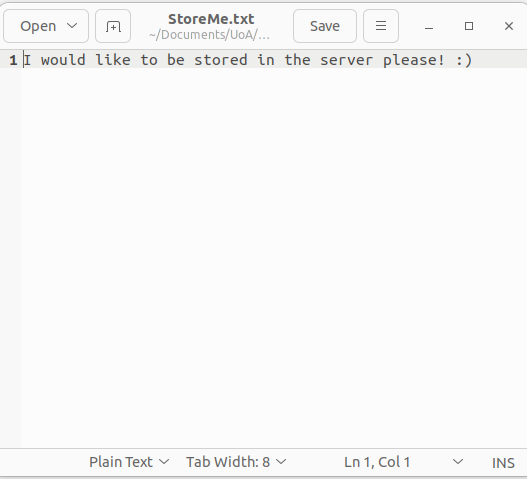 Open
StoreMe.txt
~/Documents/UoA/...
Save
1 I would like to be stored in the server please! :)
Plain Text
Tab Width: 8
Ln 1, Col 1
INS